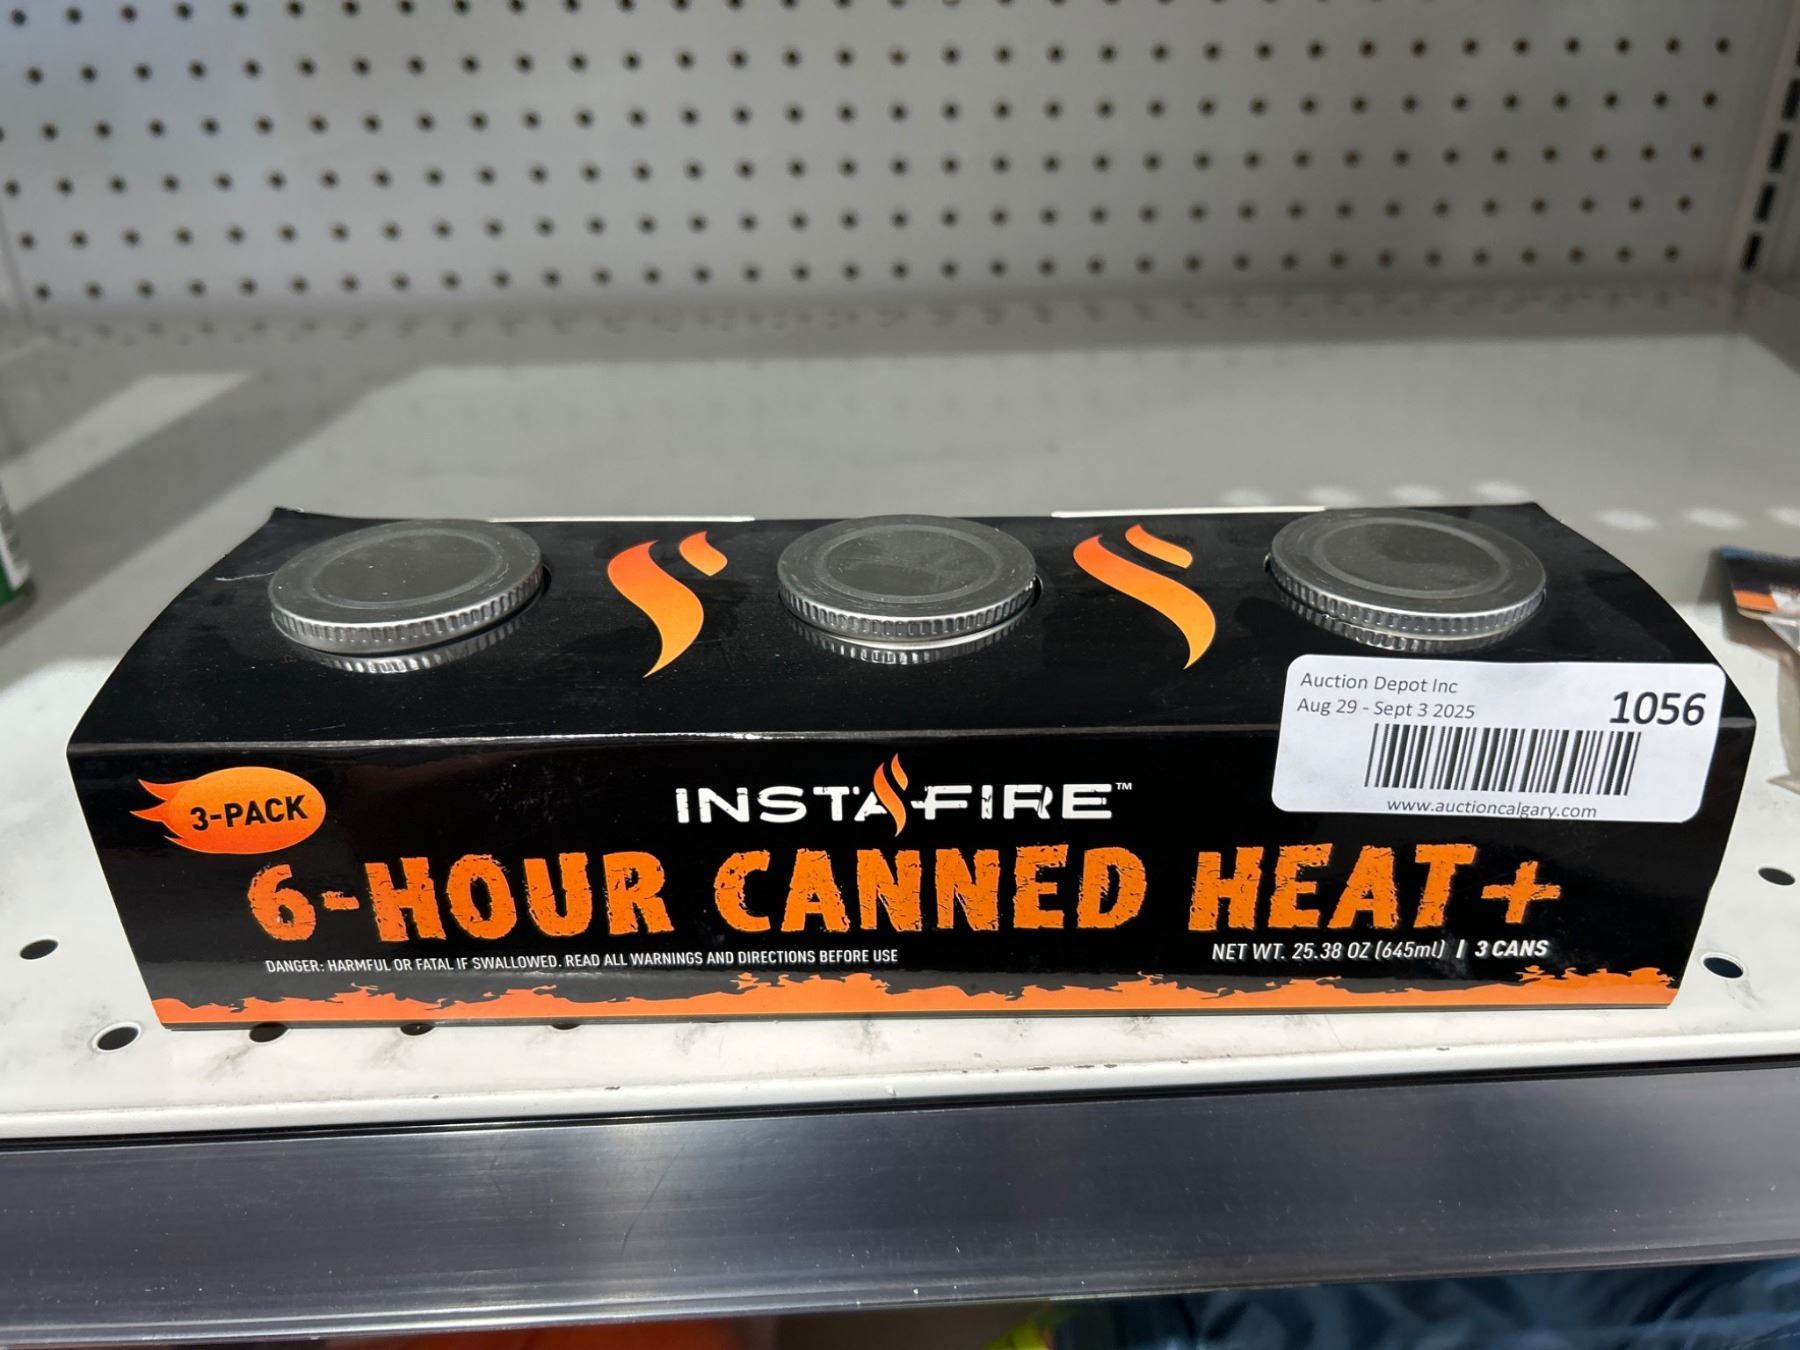 Auction Depot Inc
Aug 29 - Sept 3 2025
1056
www.auctioncalgary.com
3-PACK
INSTAFIRE™
6-HOUR CANNED HEAT+
DANGER: HARMFUL OR FATAL IF SWALLOWED. READ ALL WARNINGS AND DIRECTIONS BEFORE USE
NET WT. 25.38 OZ (645ml) | 3 CANS